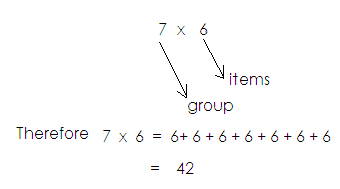 7 x 6
items
group
Therefore 7 x 6 = 6+ 6 + 6 + 6 + 6 + 6 + 6
= 42